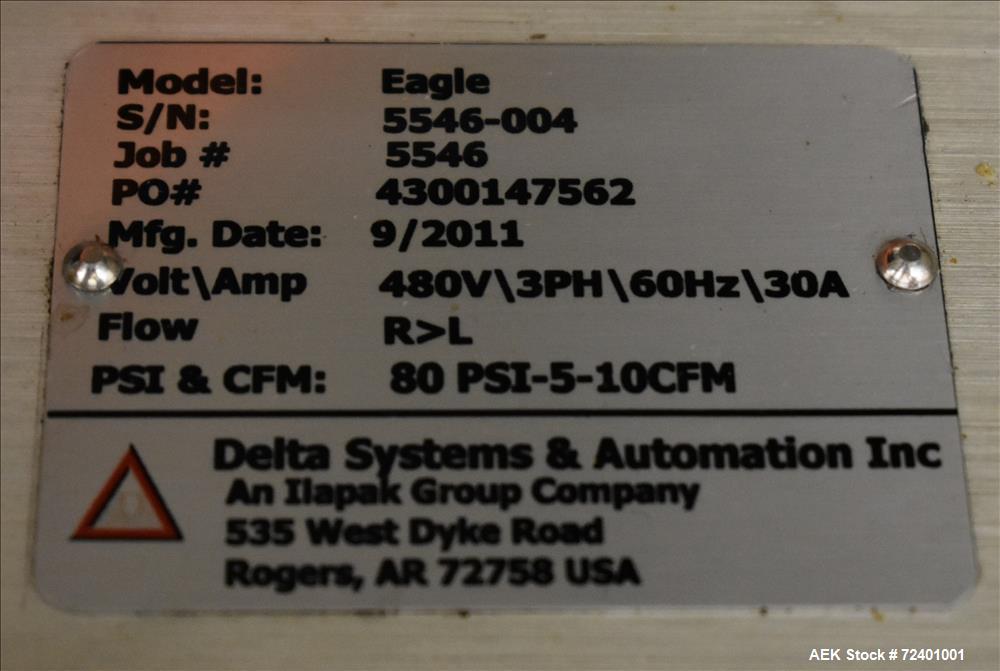 Model: Eagle
S/N: 5546-004
Job # 5546
PO# 4300147562
Mfg. Date: 9/2011
Volt\Amp 480V\3PH\60Hz\30A
Flow R>L
PSI & CFM: 80 PSI-5-10CFM
Delta Systems & Automation Inc
An Ilapak Group Company
535 West Dyke Road
Rogers, AR 72758 USA
AEK Stock # 72401001